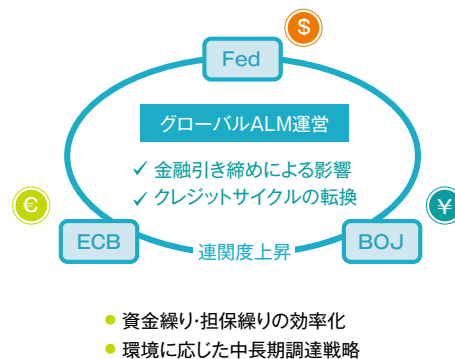 $
Fed
グローバルALM運営
✓ 金融引き締めによる影響
✓ クレジットサイクルの転換
€
¥
ECB
連関度上昇
BOJ
● 資金繰り・担保繰りの効率化
● 環境に応じた中長期調達戦略